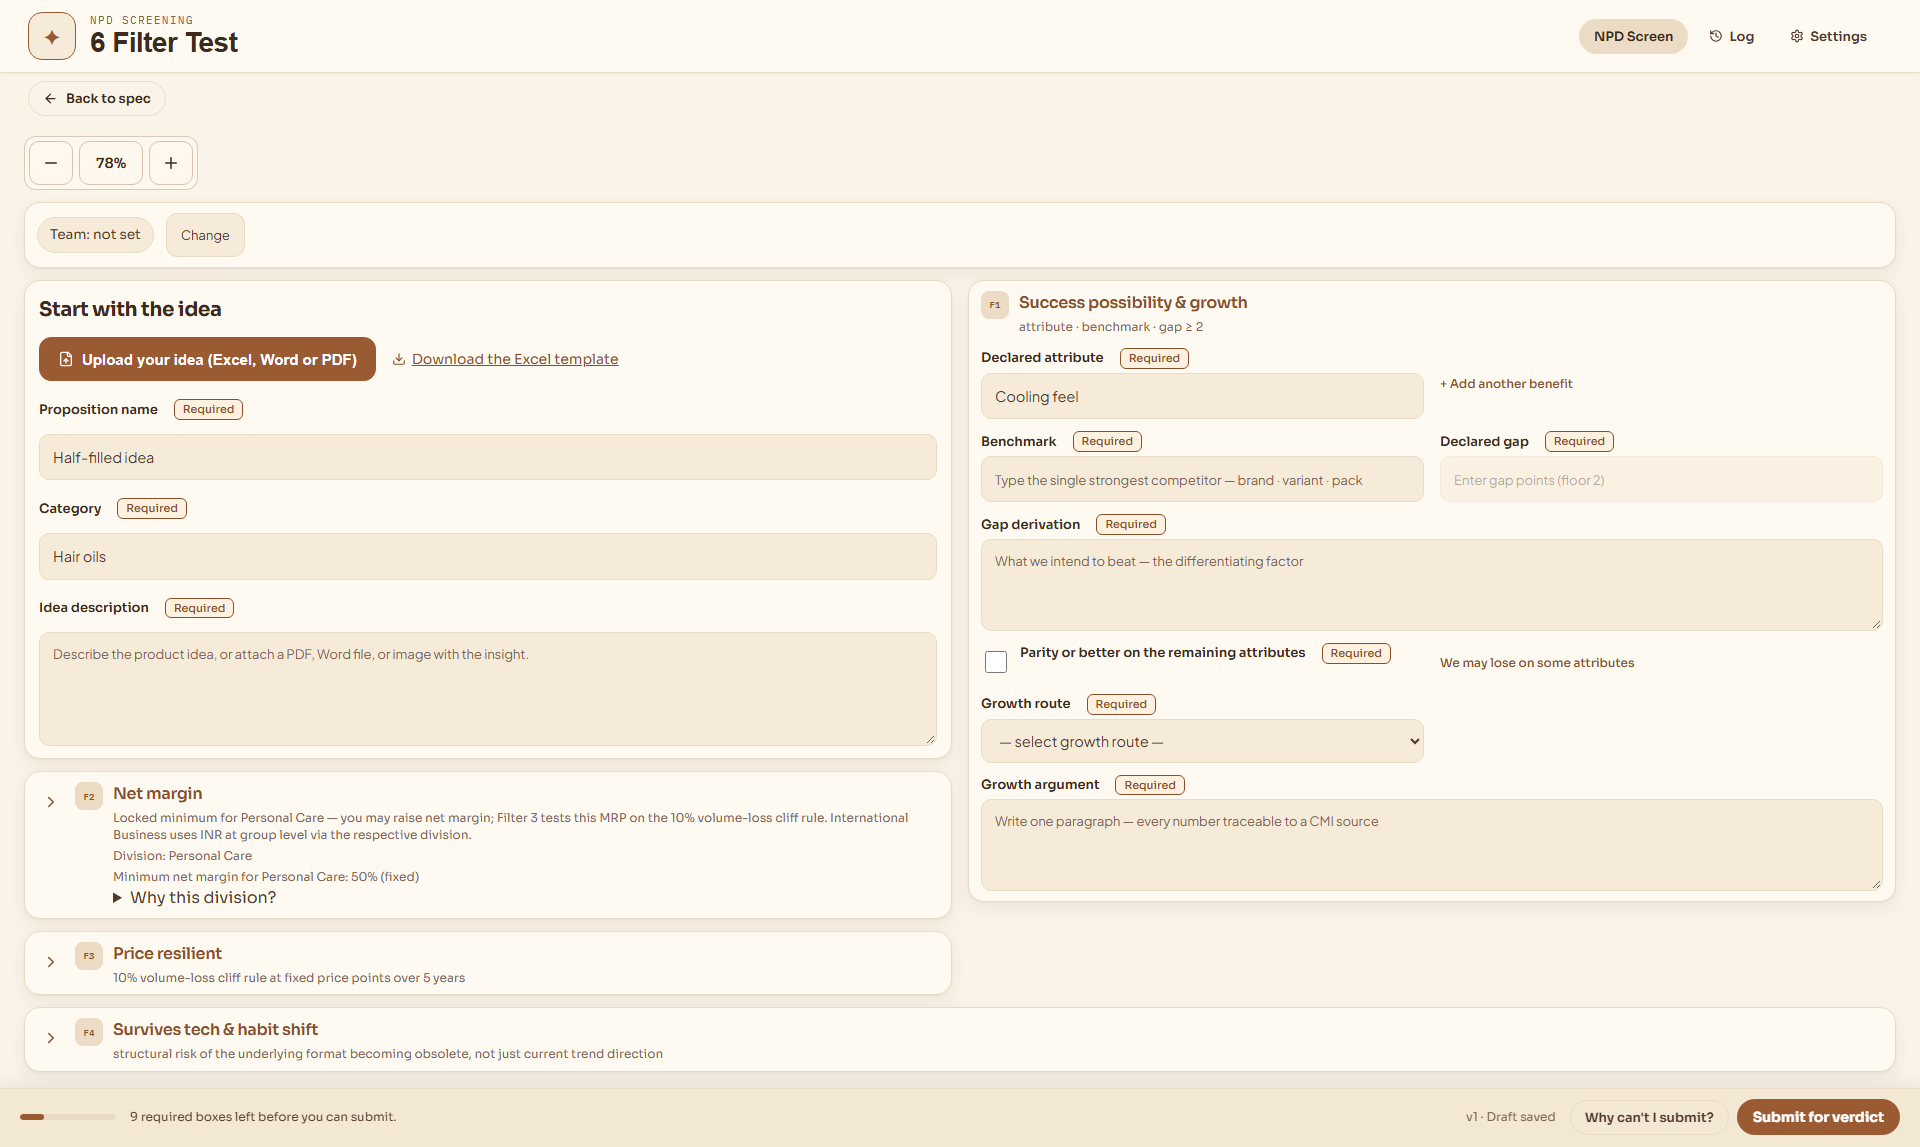 NPD SCREENING
6 Filter Test
NPD Screen
Log
Settings
Back to spec
78%
Team: not set
Change
Start with the idea
Upload your idea (Excel, Word or PDF)
Download the Excel template
Proposition name Required
Half-filled idea
Category Required
Hair oils
Idea description Required
Describe the product idea, or attach a PDF, Word file, or image with the insight.
F1
Success possibility & growth
attribute · benchmark · gap ≥ 2
Declared attribute Required
Cooling feel
+ Add another benefit
Benchmark Required
Type the single strongest competitor — brand · variant · pack
Declared gap Required
Enter gap points (floor 2)
Gap derivation Required
What we intend to beat — the differentiating factor
Parity or better on the remaining attributes Required
We may lose on some attributes
Growth route Required
— select growth route —
Growth argument Required
Write one paragraph — every number traceable to a CMI source
F2
Net margin
Locked minimum for Personal Care — you may raise net margin; Filter 3 tests this MRP on the 10% volume-loss cliff rule. International
Business uses INR at group level via the respective division.
Division: Personal Care
Minimum net margin for Personal Care: 50% (fixed)
Why this division?
F3
Price resilient
10% volume-loss cliff rule at fixed price points over 5 years
F4
Survives tech & habit shift
structural risk of the underlying format becoming obsolete, not just current trend direction
9 required boxes left before you can submit.
v1 · Draft saved
Why can't I submit?
Submit for verdict